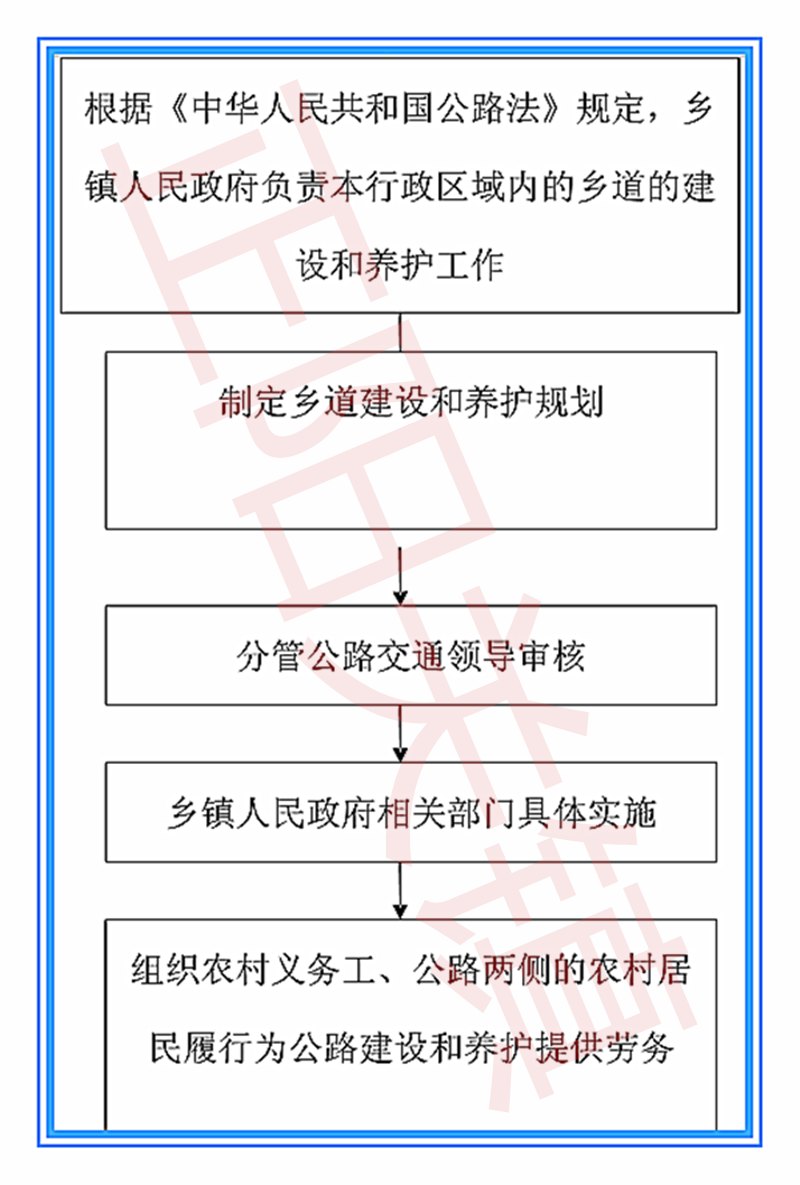 根据《中华人民共和国公路法》规定，乡
镇人民政府负责本行政区域内的乡道的建
设和养护工作
制定乡道建设和养护规划
分管公路交通领导审核
乡镇人民政府相关部门具体实施
组织农村义务工、公路两侧的农村居
民履行为公路建设和养护提供劳务
正阳关镇